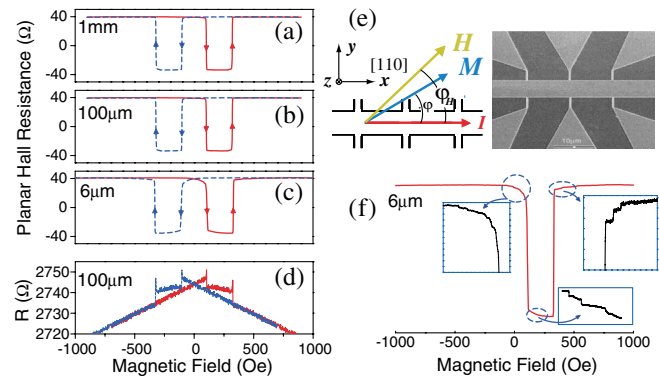 Planar Hall Resistance (Ω)
40
0
-40
1mm
(a)
40
0
-40
100μm
(b)
40
0
-40
6μm
(c)
R (Ω)
2750
2740
2730
2720
100μm
(d)
-1000 -500 0 500 1000
Magnetic Field (Oe)
(e)
y
z
x
[110]
H
M
φ
φH
I
10μm
(f)
6μm
-1000 -500 0 500 1000
Magnetic Field (Oe)